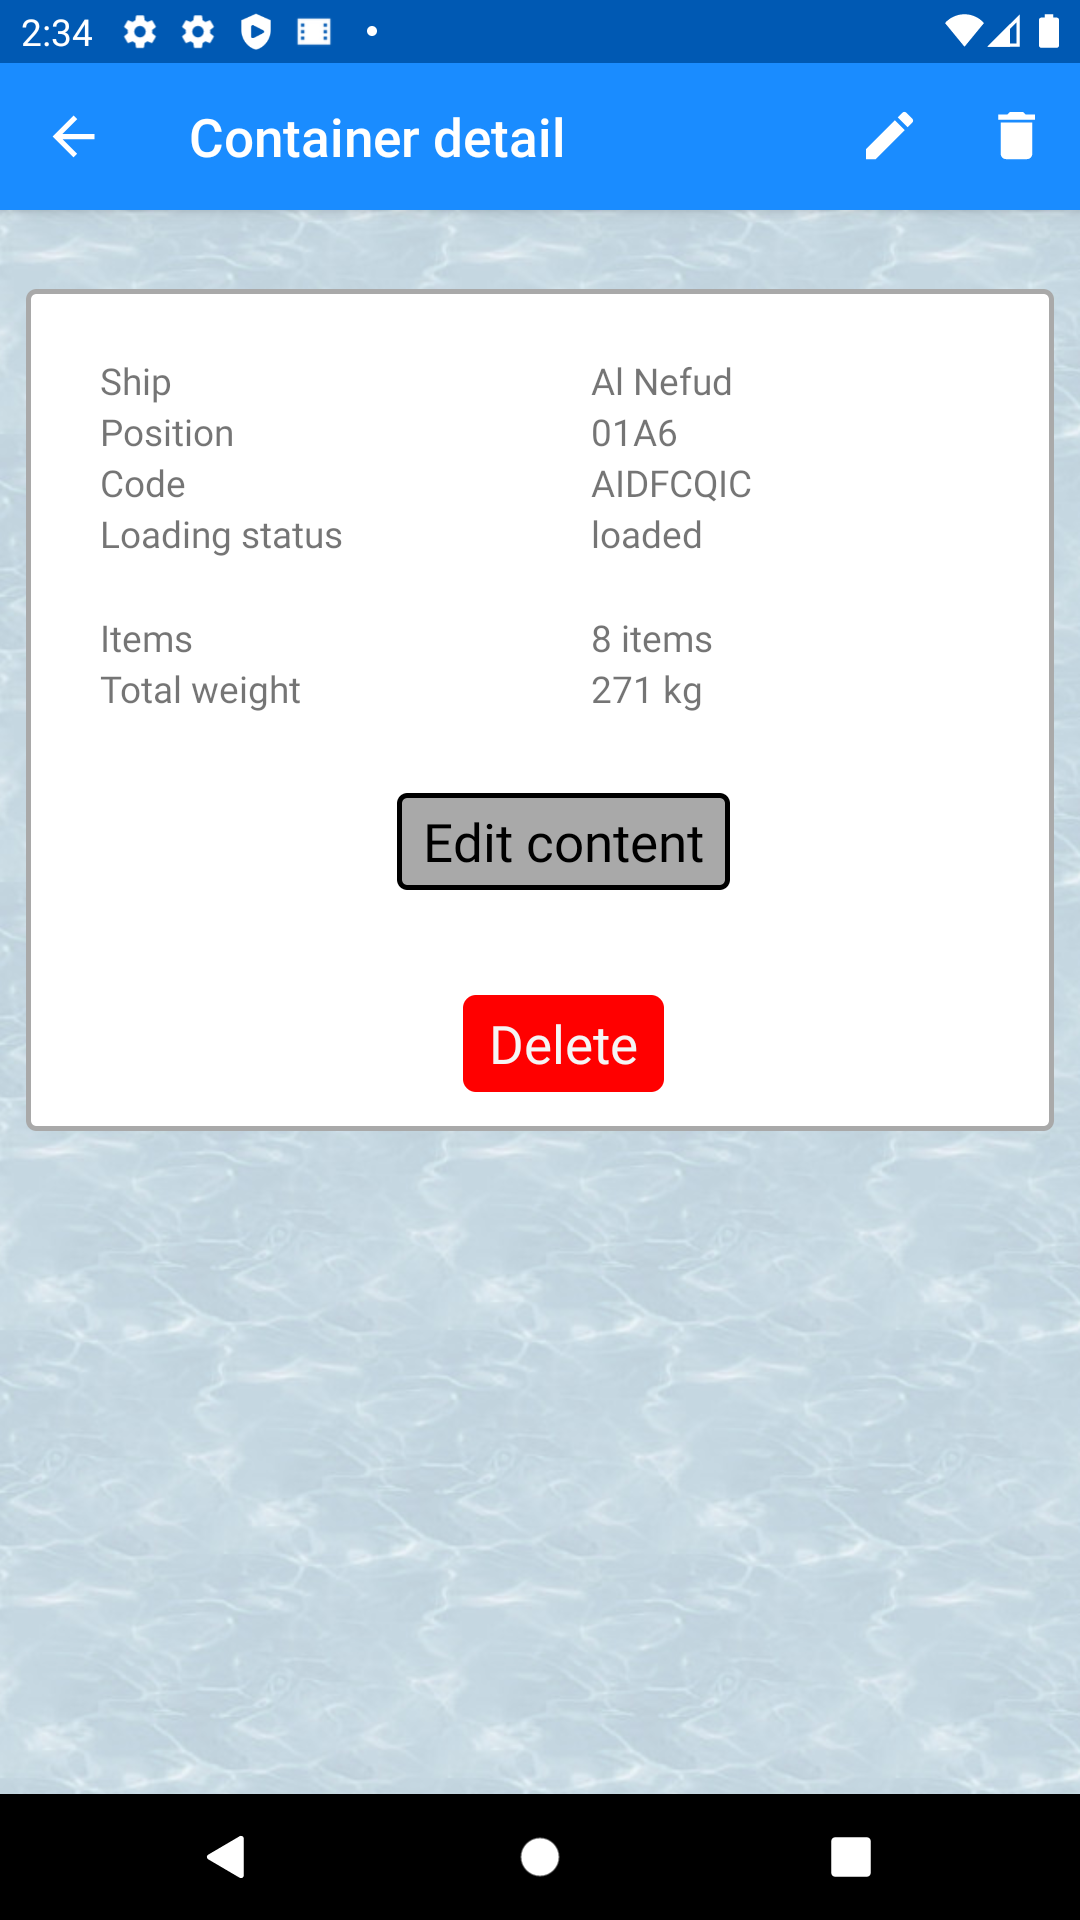 2:34
Container detail
Ship Al Nefud
Position 01A6
Code AIDFCQIC
Loading status loaded
Items 8 items
Total weight 271 kg
Edit content
Delete